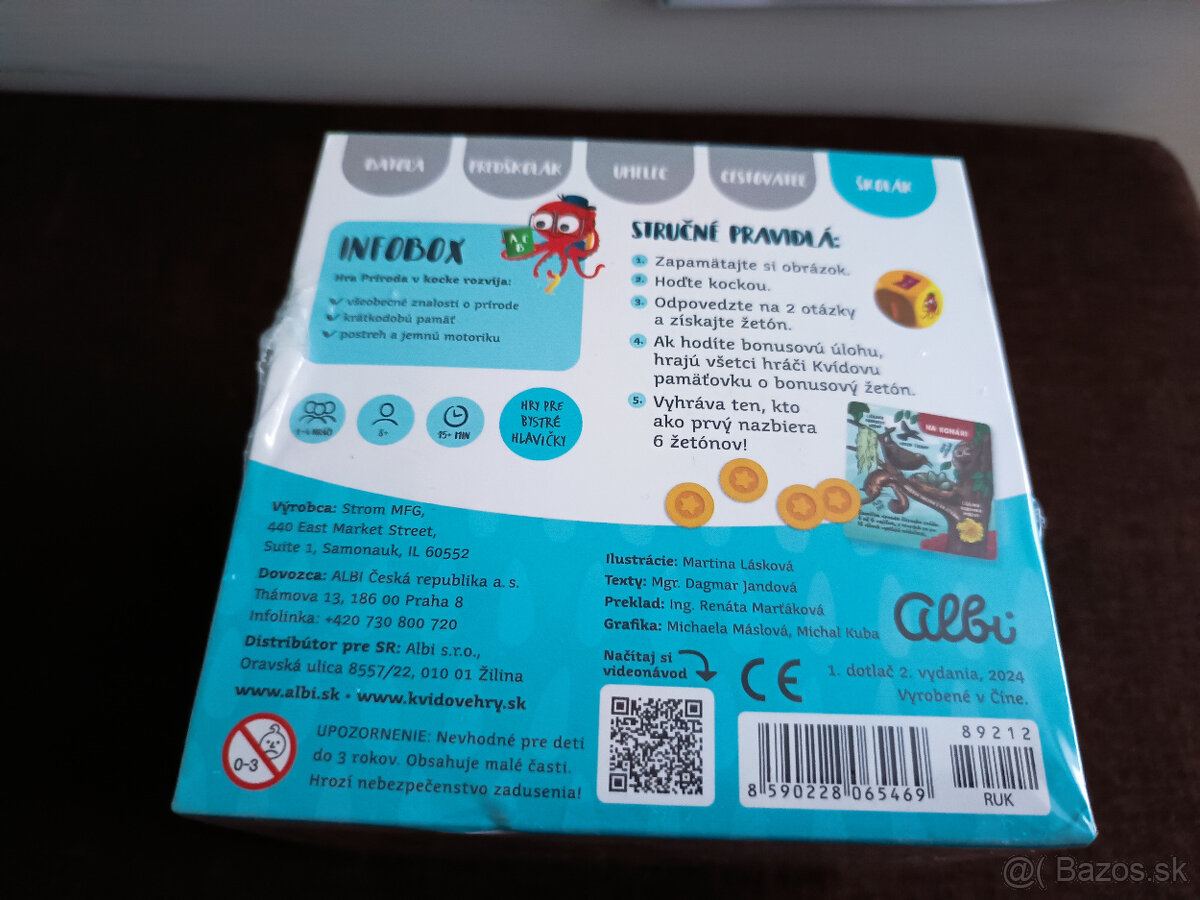 BATOĽA
PREDŠKOLÁK
UMELEC
CESTOVATEĽ
ŠKOLÁK
INFOBOX
Hra Príroda v kocke rozvíja:
všeobecné znalosti o prírode
krátkodobú pamäť
postreh a jemnú motoriku
A C
B
8+
15+ MIN
HRY PRE
BYSTRÉ
HLAVIČKY
STRUČNÉ PRAVIDLÁ:
1. Zapamätajte si obrázok.
2. Hoďte kockou.
3. Odpovedzte na 2 otázky
a získajte žetón.
4. Ak hodíte bonusovú úlohu,
hrajú všetci hráči Kvídovu
pamäťovku o bonusový žetón.
5. Vyhráva ten, kto
ako prvý nazbiera
6 žetónov!
NA KONÁRI
Výrobca: Strom MFG,
440 East Market Street,
Suite 1, Samonauk, IL 60552
Dovozca: ALBI Česká republika a. s.
Thámova 13, 186 00 Praha 8
Infolinka: +420 730 800 720
Distribútor pre SR: Albi s.r.o.,
Oravská ulica 8557/22, 010 01 Žilina
www.albi.sk • www.kvidovehry.sk
0-3
UPOZORNENIE: Nevhodné pre deti
do 3 rokov. Obsahuje malé časti.
Hrozí nebezpečenstvo zadusenia!
Ilustrácie: Martina Lásková
Texty: Mgr. Dagmar Jandová
Preklad: Ing. Renáta Marťáková
Grafika: Michaela Máslová, Michal Kuba
albi
Načítaj si
videonávod
CE
1. dotlač 2. vydania, 2024
Vyrobené v Číne.
8 590228 065469
89212
RUK
@( Bazos.sk